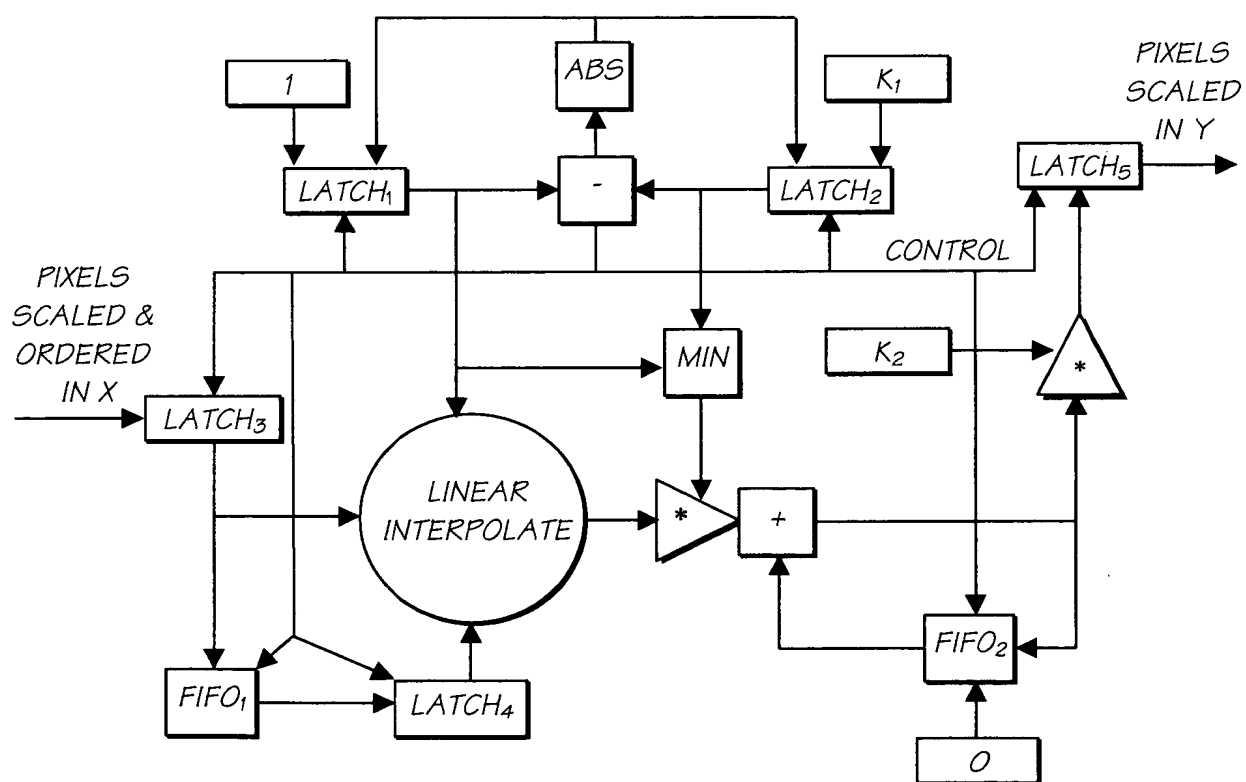 ABS
PIXELS
SCALED
IN Y
1
K₁
LATCH₁
-
LATCH₂
LATCH₅
CONTROL
PIXELS
SCALED &
ORDERED
IN X
MIN
K₂
*
LATCH₃
LINEAR
INTERPOLATE
*
+
FIFO₁
LATCH₄
FIFO₂
0